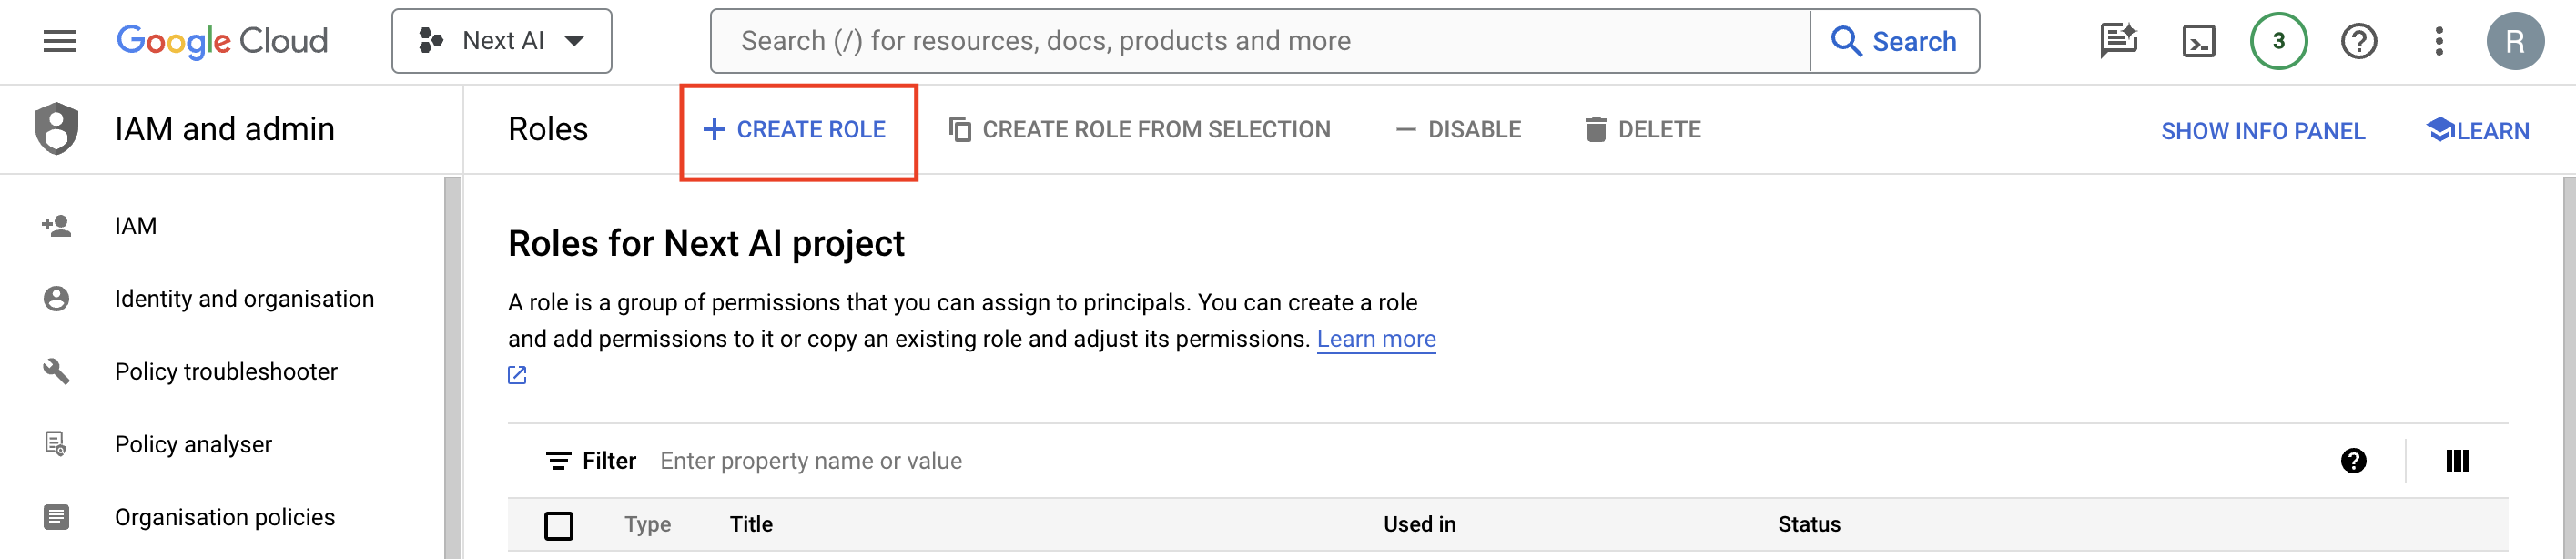 Google Cloud
Next AI
Search (/) for resources, docs, products and more
Search
3
R
IAM and admin
Roles
CREATE ROLE
CREATE ROLE FROM SELECTION
DISABLE
DELETE
SHOW INFO PANEL
LEARN
IAM
Identity and organisation
Policy troubleshooter
Policy analyser
Organisation policies
Roles for Next AI project
A role is a group of permissions that you can assign to principals. You can create a role
and add permissions to it or copy an existing role and adjust its permissions. Learn more
Filter Enter property name or value
Type Title Used in Status